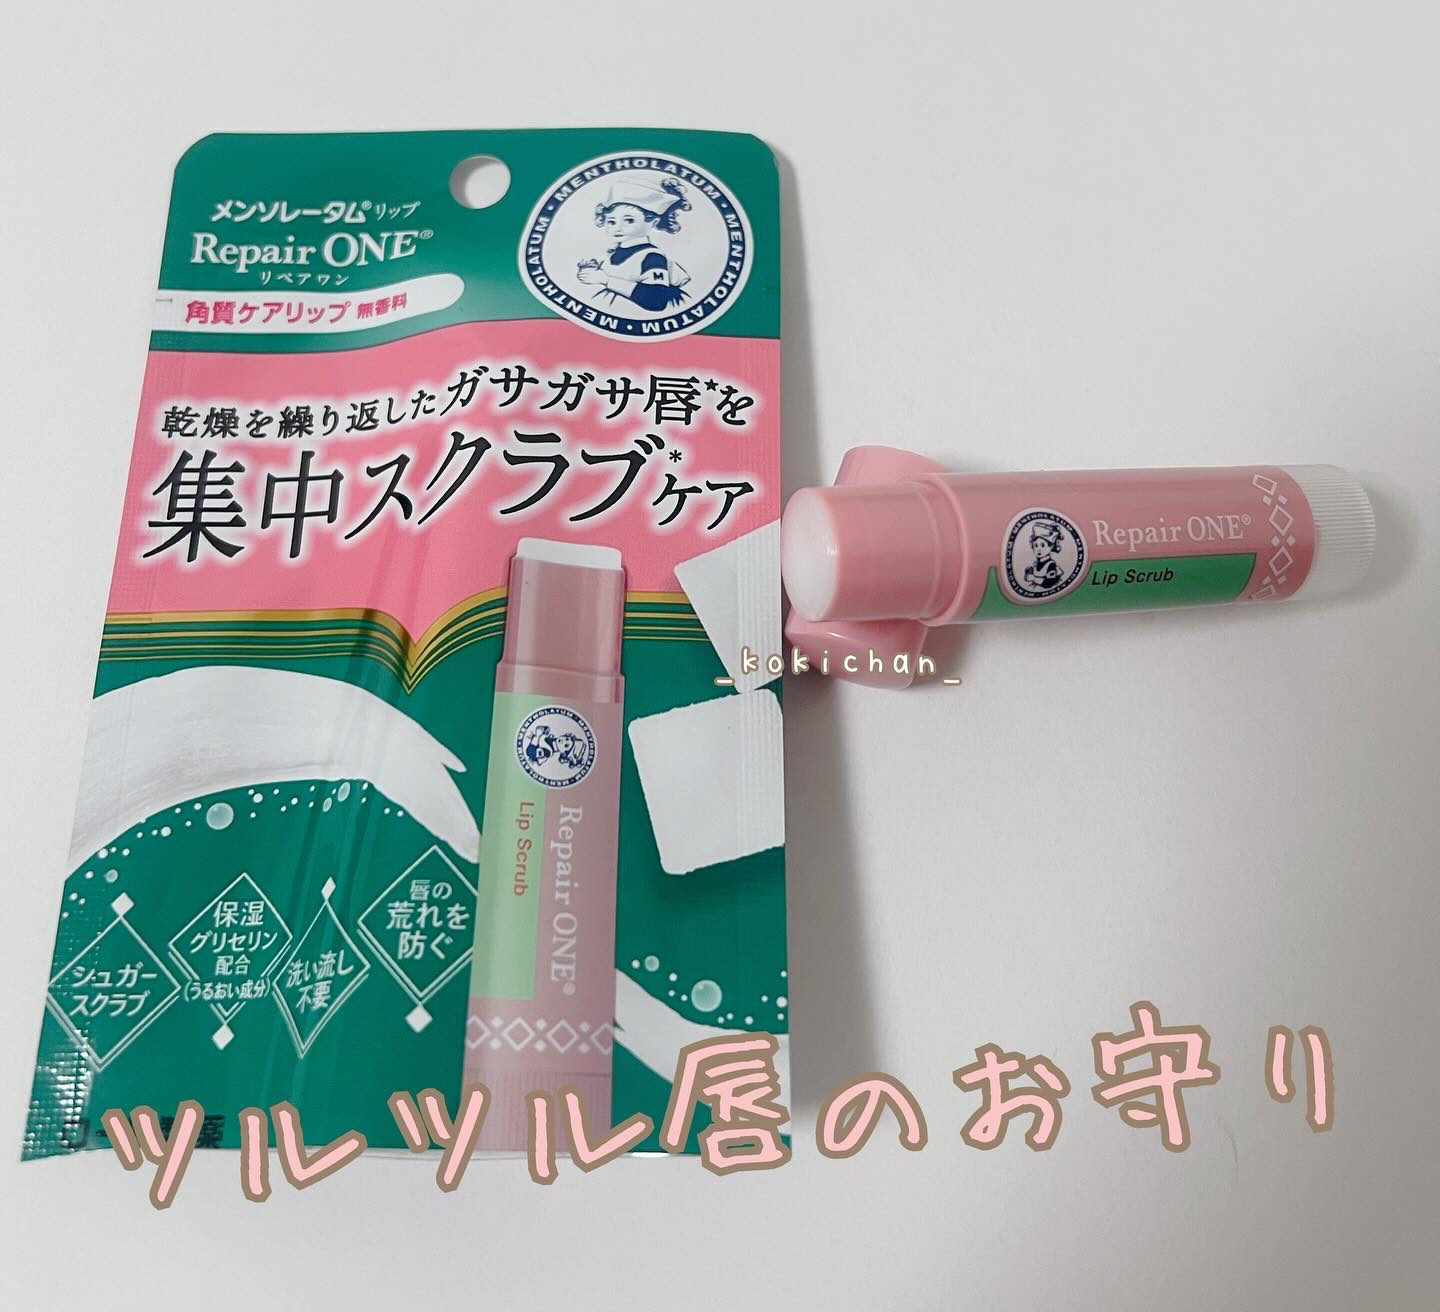 メンソレータム®リップ
Repair ONE®
リペアワン
角質ケアリップ 無香料
MENTHOLATUM・MENTHOLATUM・MENTHOLATUM・
M
乾燥を繰り返したガサガサ唇★を
集中スクラブ*ケア
Repair ONE®
Lip Scrub
_kokichan_
Repair ONE®
Lip Scrub
シュガー
スクラブ
保湿
グリセリン
配合
(うるおい成分)
洗い流し
不要
唇の
荒れを
防ぐ
ツルツル唇のお守り